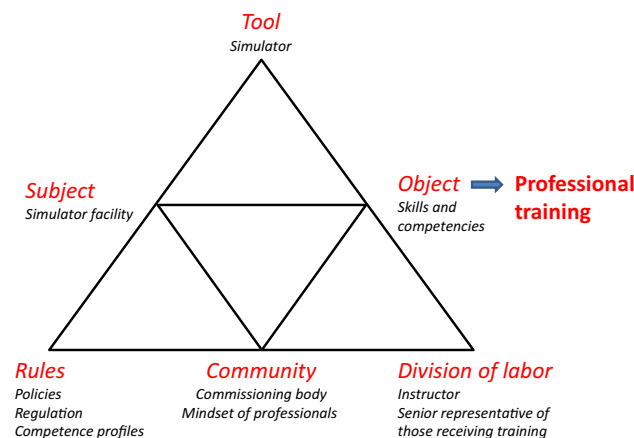 Tool
Simulator
Subject
Simulator facility
Object
Skills and
competencies
Professional
training
Rules
Policies
Regulation
Competence profiles
Community
Commissioning body
Mindset of professionals
Division of labor
Instructor
Senior representative of
those receiving training